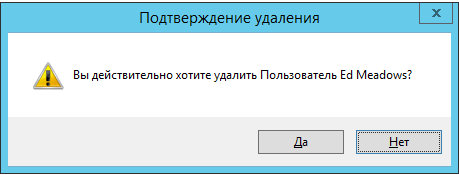 Подтверждение удаления
x
Вы действительно хотите удалить Пользователь Ed Meadows?
Да
Нет